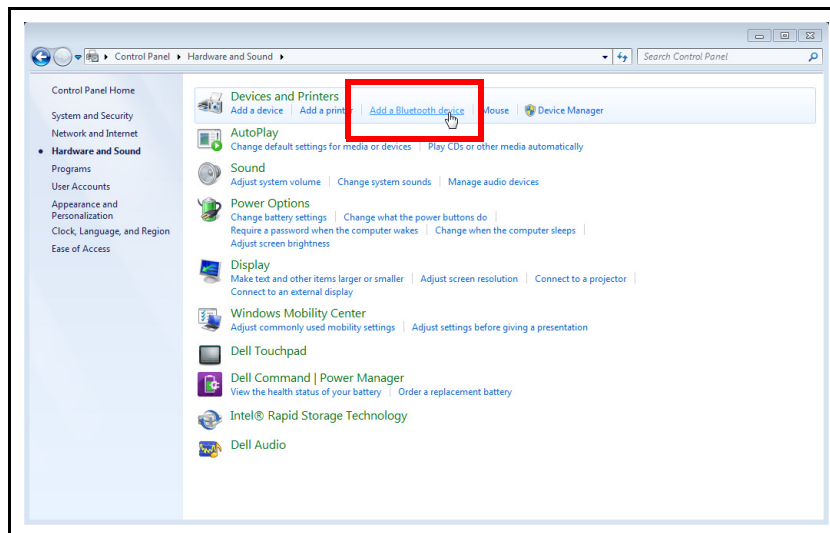 Control Panel ▸ Hardware and Sound ▸
Search Control Panel
Control Panel Home
System and Security
Network and Internet
Hardware and Sound
Programs
User Accounts
Appearance and
Personalization
Clock, Language, and Region
Ease of Access
Devices and Printers
Add a device Add a printer Add a Bluetooth device Mouse Device Manager
AutoPlay
Change default settings for media or devices Play CDs or other media automatically
Sound
Adjust system volume Change system sounds Manage audio devices
Power Options
Change battery settings Change what the power buttons do
Require a password when the computer wakes Change when the computer sleeps
Adjust screen brightness
Display
Make text and other items larger or smaller Adjust screen resolution Connect to a projector
Connect to an external display
Windows Mobility Center
Adjust commonly used mobility settings Adjust settings before giving a presentation
Dell Touchpad
Dell Command | Power Manager
View the health status of your battery Order a replacement battery
Intel® Rapid Storage Technology
Dell Audio